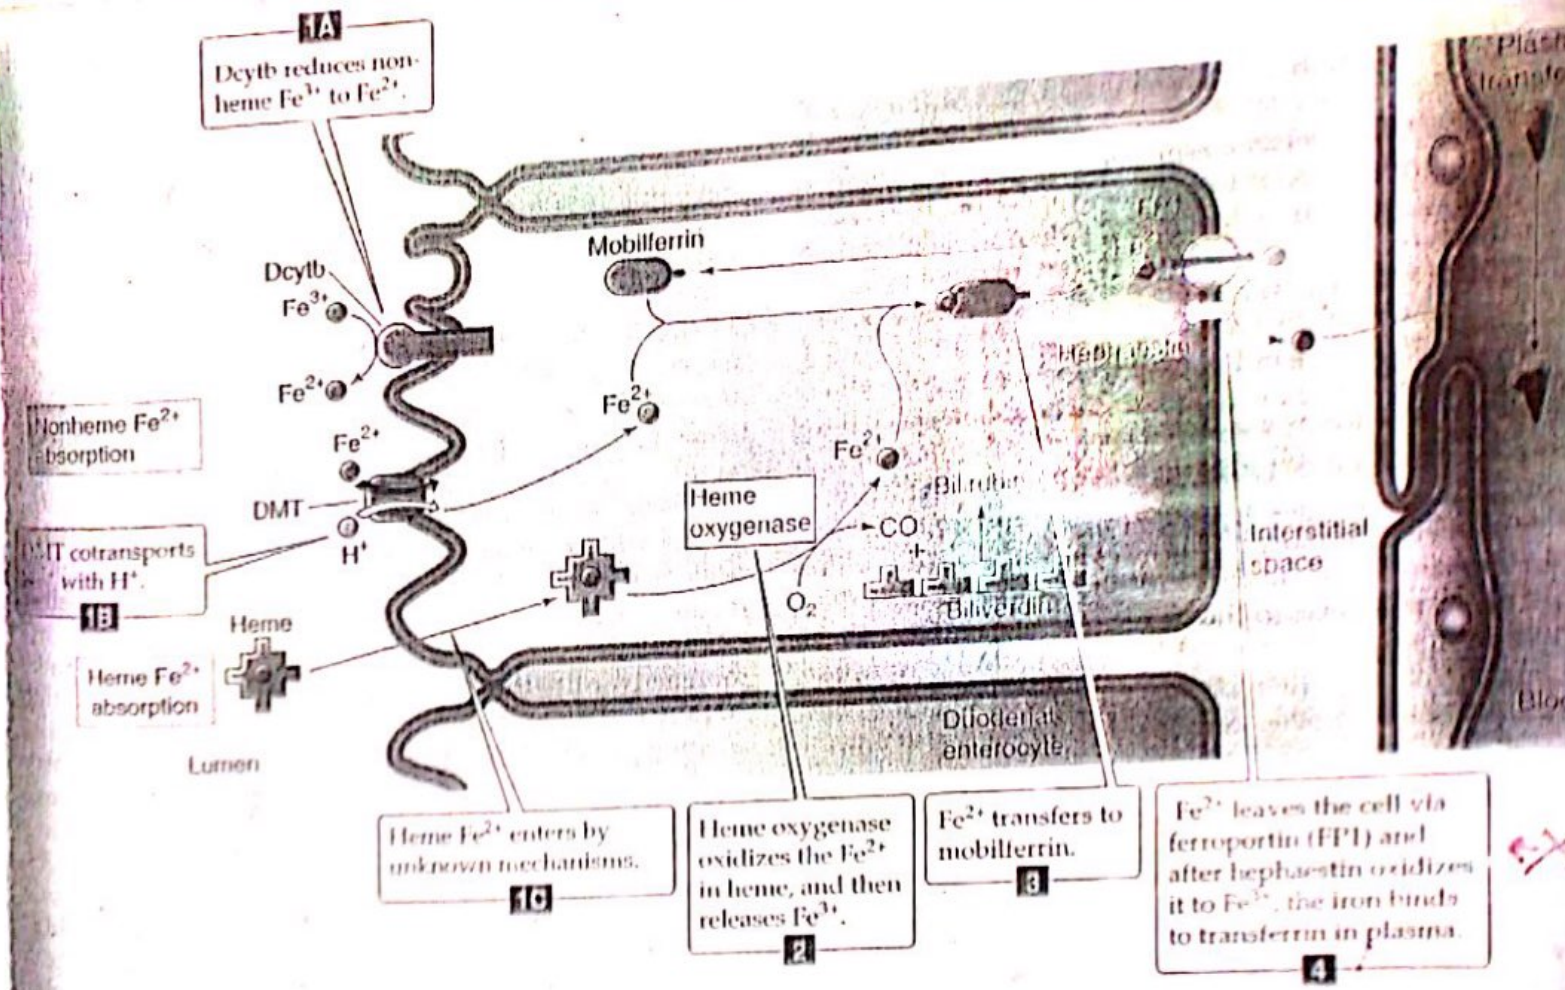 1A
Dcytb reduces non-
heme Fe³⁺ to Fe²⁺.
Dcytb
Fe³⁺
Fe²⁺
Nonheme Fe²⁺
absorption
Fe²⁺
DMT
H⁺
DMT cotransports
with H⁺.
1B
Heme
Heme Fe²⁺
absorption
Lumen
Mobilferrin
Fe²⁺
Heme
oxygenase
Fe²⁺
Bilirubin
CO
+
O₂
Biliverdin
Hephaestin
Duodenal
enterocyte
Interstitial
space
Heme Fe²⁺ enters by
unknown mechanisms.
1C
Heme oxygenase
oxidizes the Fe²⁺
in heme, and then
releases Fe³⁺.
2
Fe²⁺ transfers to
mobilferrin.
3
Fe²⁺ leaves the cell via
ferroportin (FP1) and
after hephaestin oxidizes
it to Fe³⁺, the iron binds
to transferrin in plasma.
4